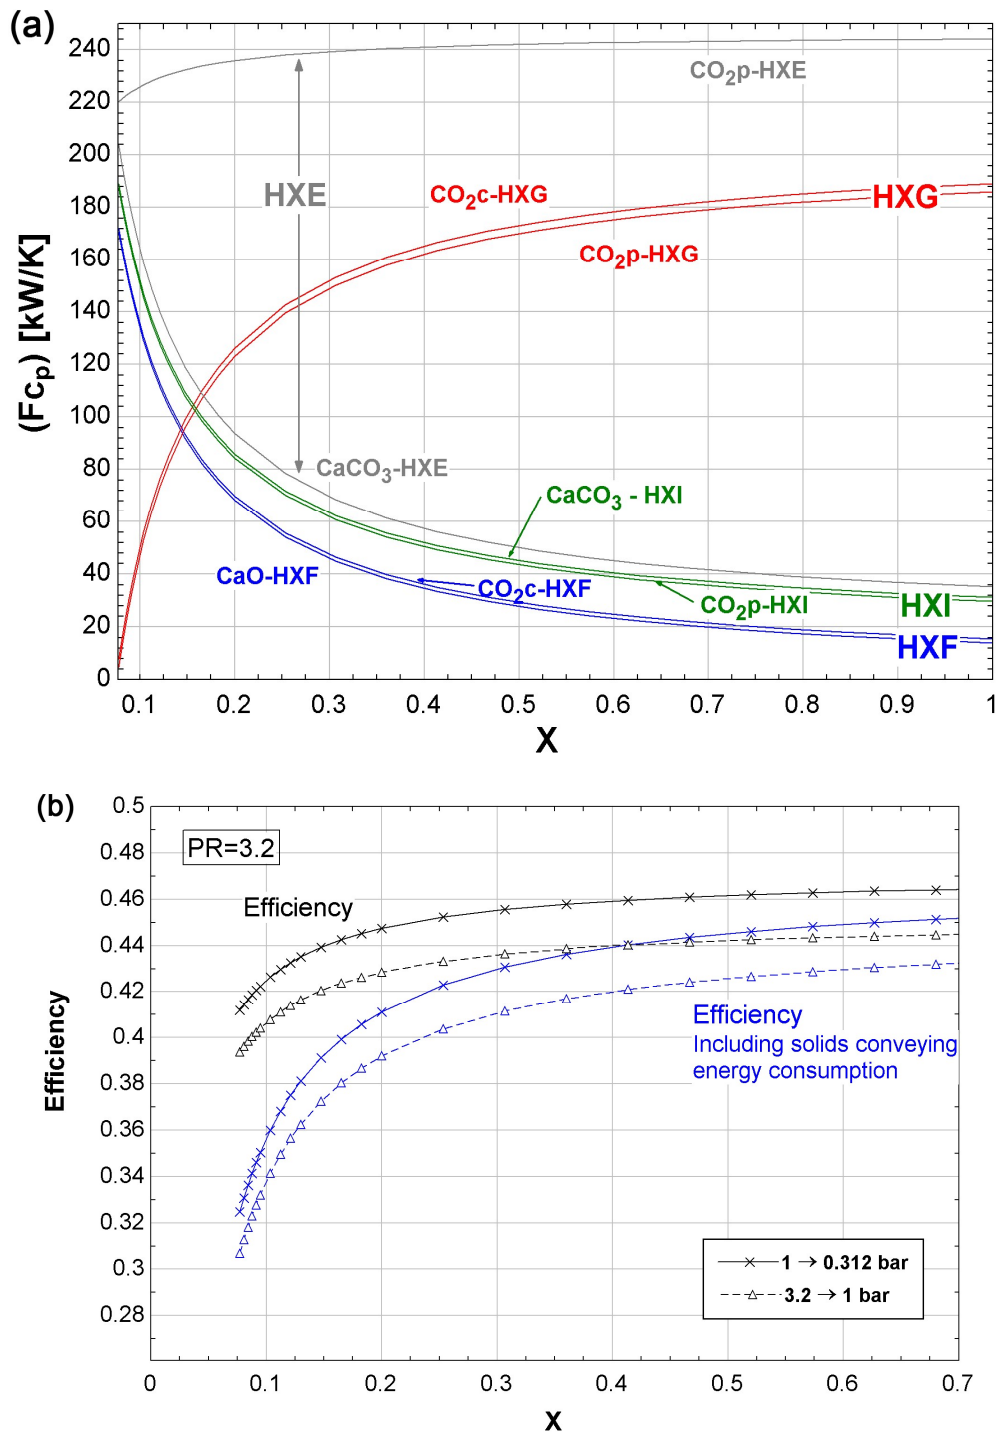 (a)
(Fc_p) [kW/K]
240
220
200
180
160
140
120
100
80
60
40
20
0
CO₂p-HXE
HXE
CO₂c-HXG
HXG
CO₂p-HXG
CaCO₃-HXE
CaCO₃ - HXI
CaO-HXF
CO₂c-HXF
CO₂p-HXI
HXI
HXF
0.1 0.2 0.3 0.4 0.5 0.6 0.7 0.8 0.9 1
X
(b)
Efficiency
0.5
0.48
0.46
0.44
0.42
0.4
0.38
0.36
0.34
0.32
0.3
0.28
PR=3.2
Efficiency
Efficiency
Including solids conveying
energy consumption
1 → 0.312 bar
3.2 → 1 bar
0 0.1 0.2 0.3 0.4 0.5 0.6 0.7
X